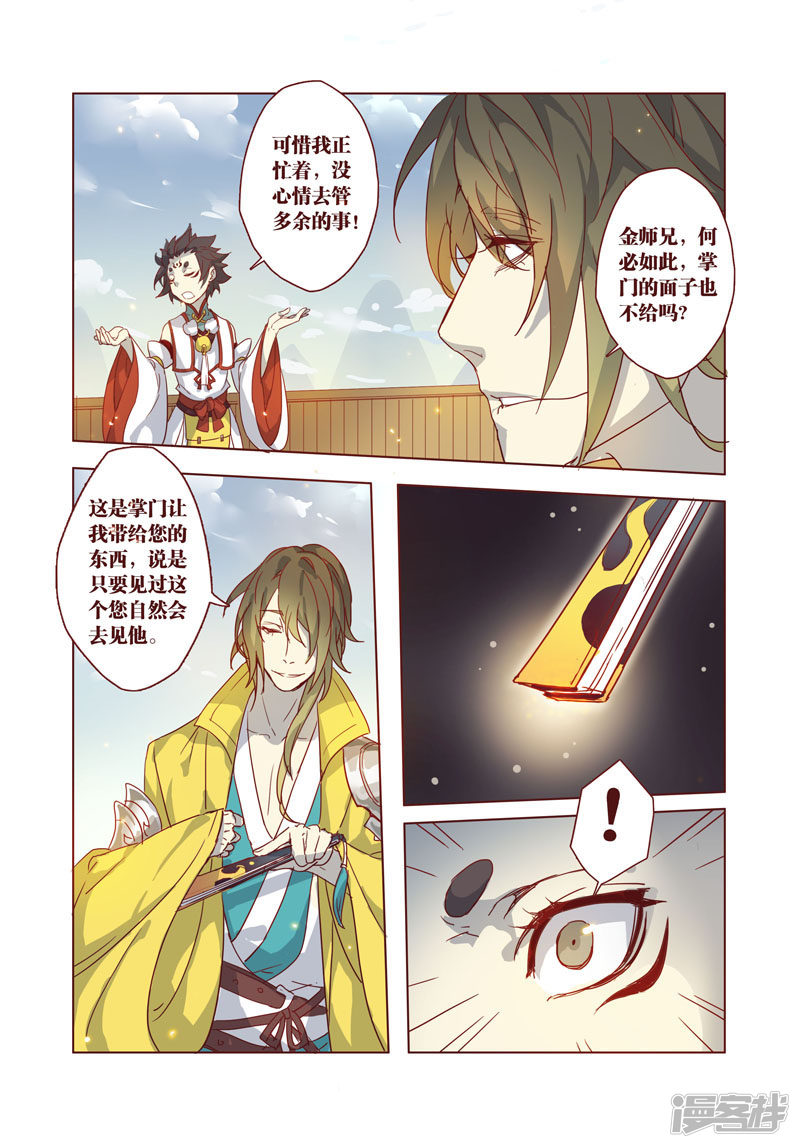 可惜我正
忙着，没
心情去管
多余的事！
金师兄，何
必如此，掌
门的面子也
不给吗？
这是掌门让
我带给您的
东西，说是
只要见过这
个您自然会
去见他。
！
漫客栈